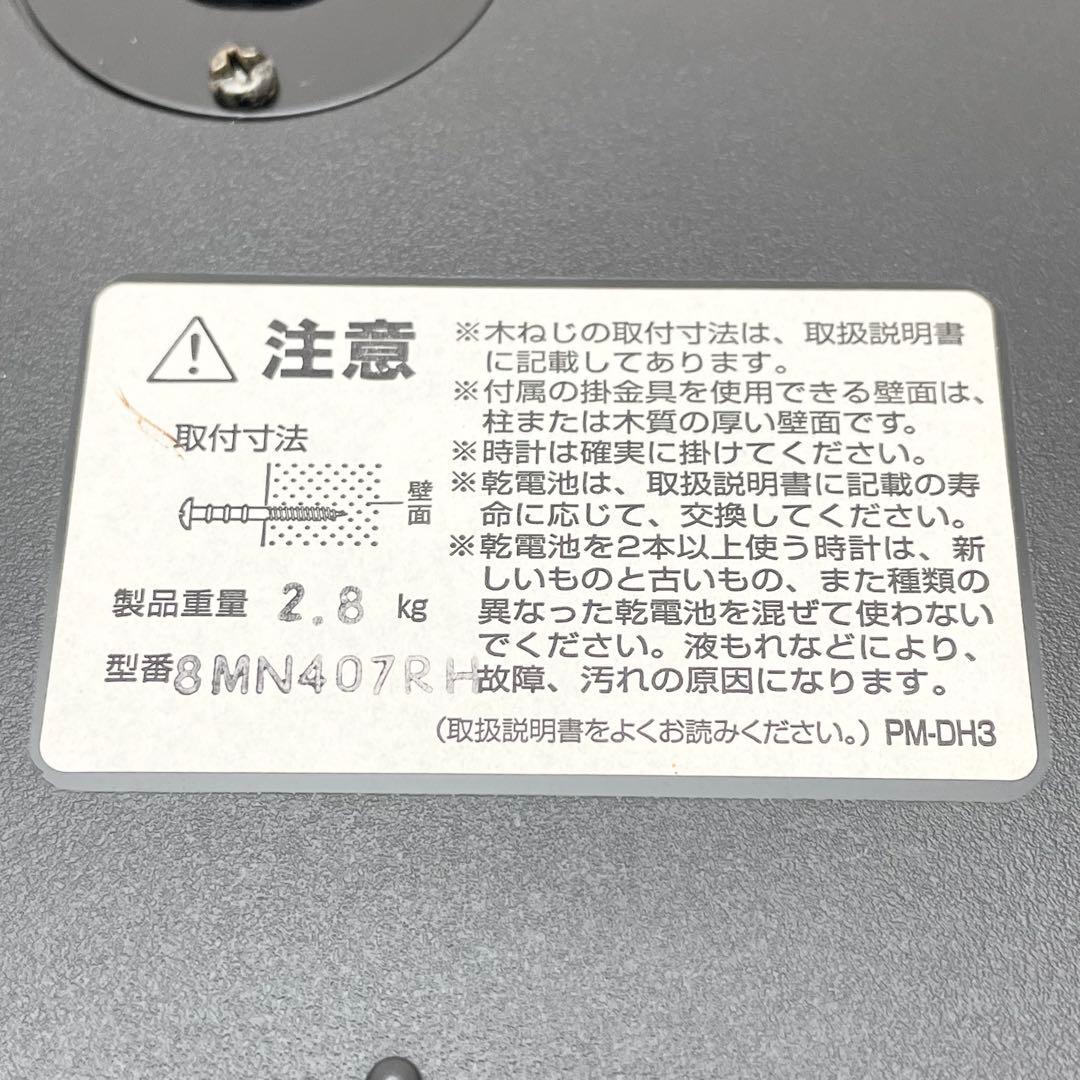 注意
取付寸法
壁面
製品重量 2.8 kg
型番8MN407RH
※木ねじの取付寸法は、取扱説明書
に記載してあります。
※付属の掛金具を使用できる壁面は、
柱または木質の厚い壁面です。
※時計は確実に掛けてください。
※乾電池は、取扱説明書に記載の寿
命に応じて、交換してください。
※乾電池を2本以上使う時計は、新
しいものと古いもの、また種類の
異なった乾電池を混ぜて使わない
でください。液もれなどにより、
故障、汚れの原因になります。
(取扱説明書をよくお読みください。) PM-DH3